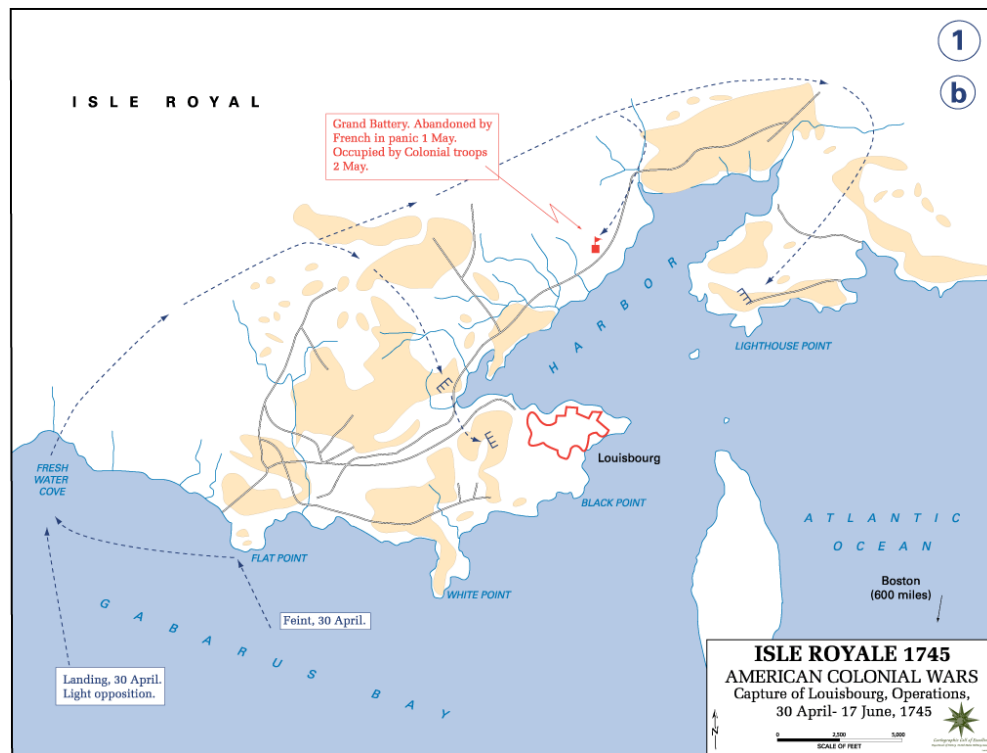 1
b
ISLE ROYAL
Grand Battery. Abandoned by
French in panic 1 May.
Occupied by Colonial troops
2 May.
HARBOR
LIGHTHOUSE POINT
Louisbourg
FRESH
WATER
COVE
BLACK POINT
FLAT POINT
WHITE POINT
ATLANTIC
OCEAN
Boston
(600 miles)
Feint, 30 April.
GABARUS BAY
Landing, 30 April.
Light opposition.
ISLE ROYALE 1745
AMERICAN COLONIAL WARS
Capture of Louisbourg, Operations,
30 April- 17 June, 1745
0 2,500 5,000
SCALE OF FEET